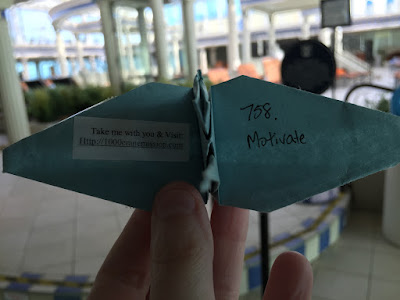 Take me with you & Visit:
758.
Motivate